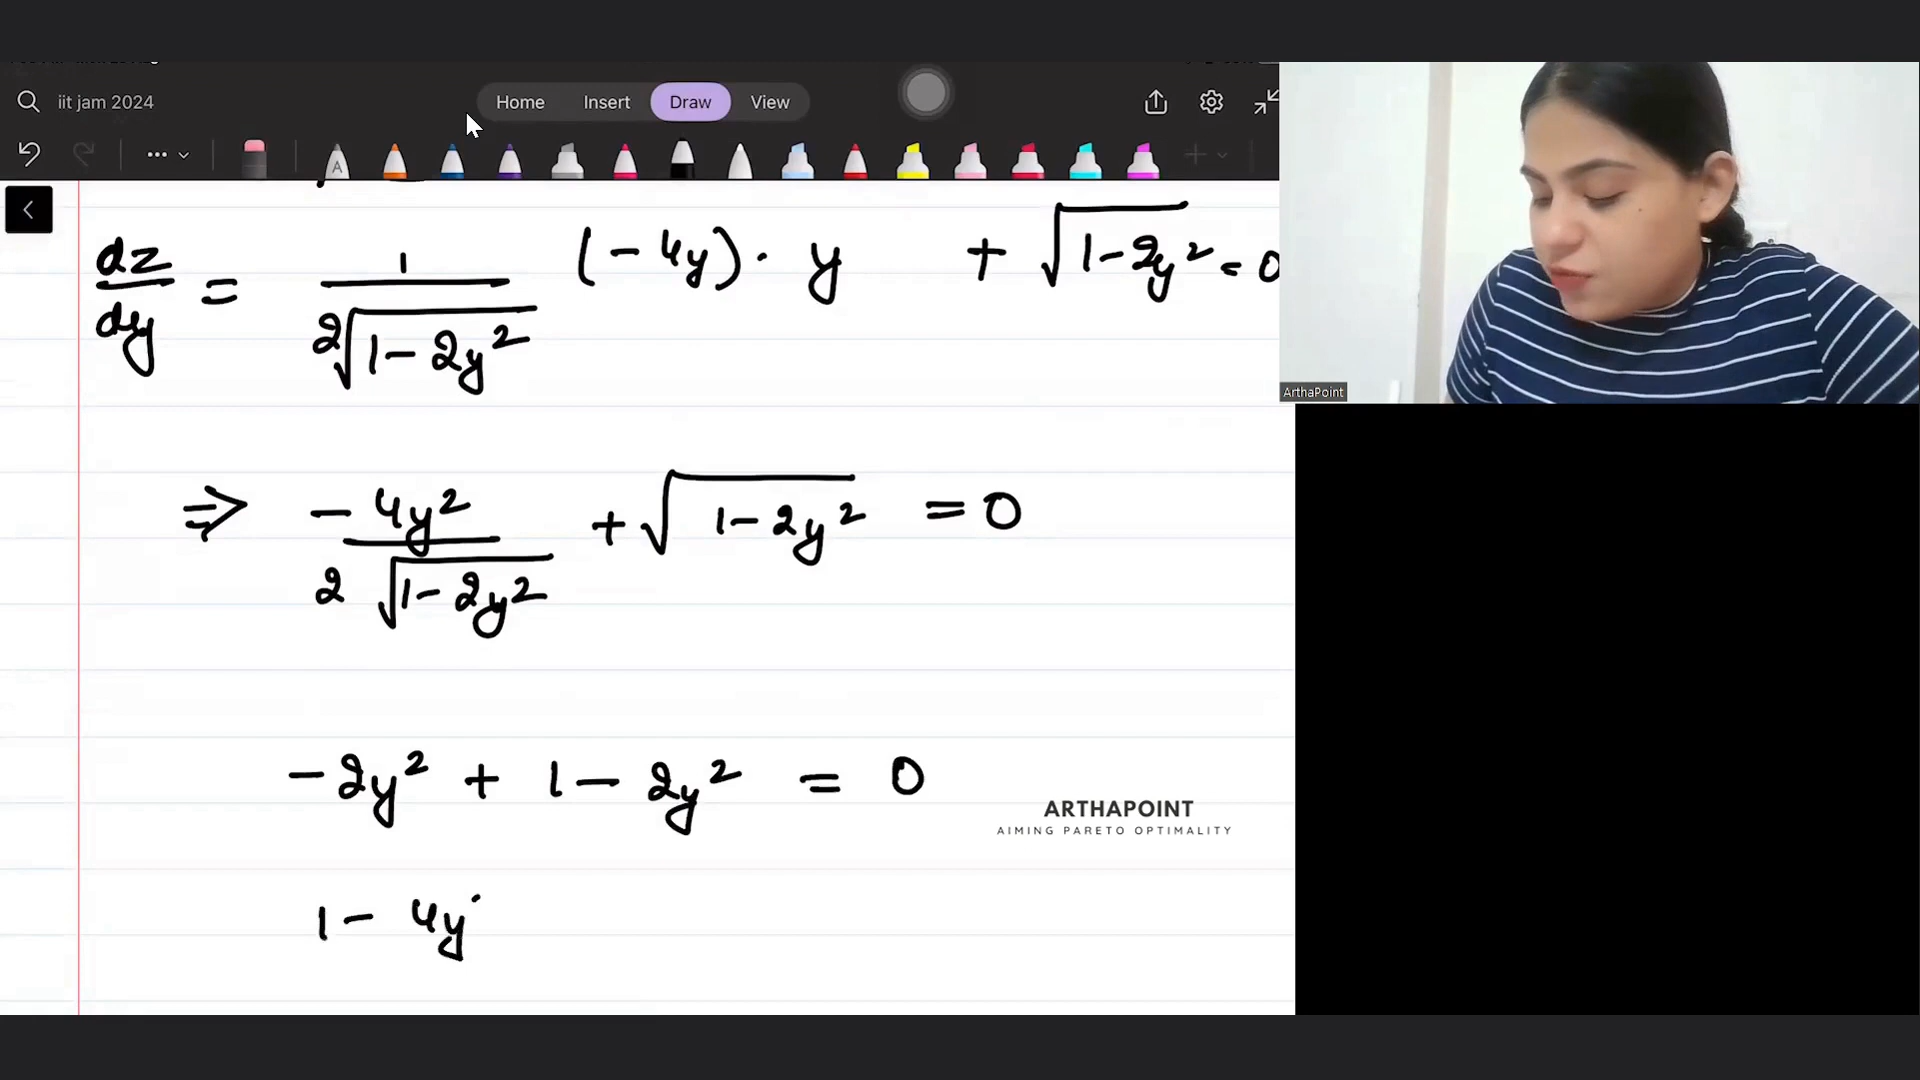 iit jam 2024
Home Insert Draw View
A
dz/dy = 1/(2√(1-2y²)) (-4y) · y + √(1-2y²) = 0
ArthaPoint
⇒ -4y²/(2√(1-2y²)) + √(1-2y²) = 0
-2y² + 1 - 2y² = 0
ARTHAPOINT
AIMING PARETO OPTIMALITY
1 - 4y